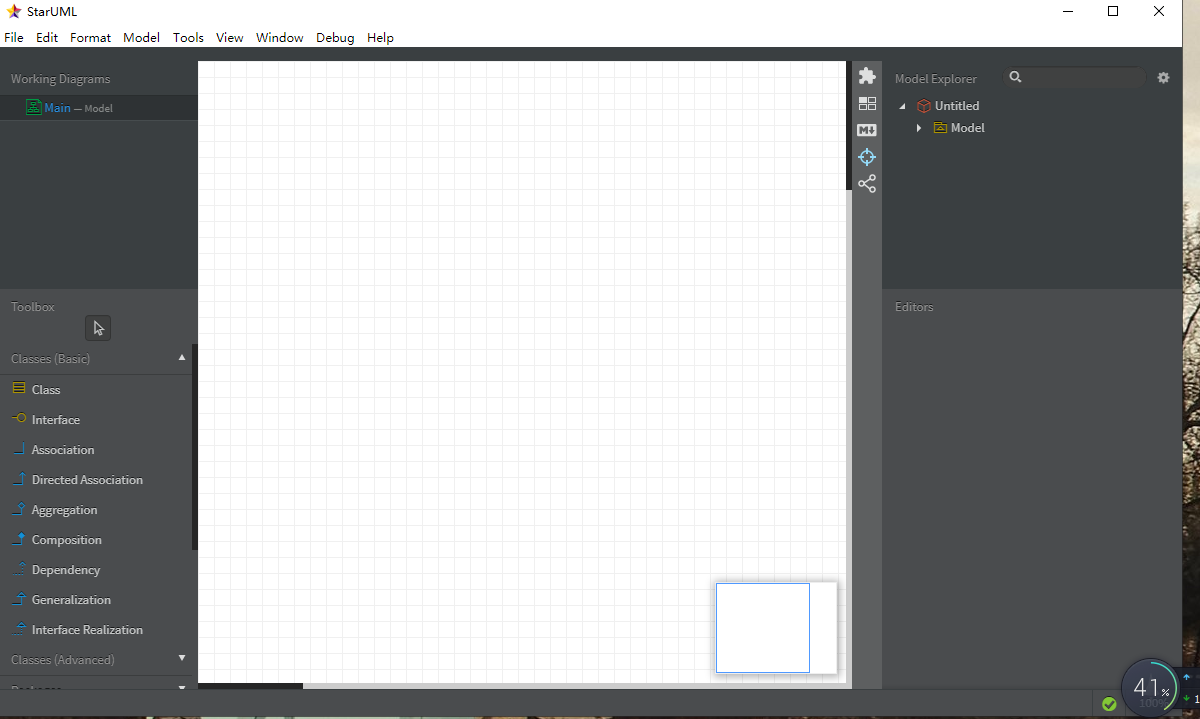 StarUML
File Edit Format Model Tools View Window Debug Help
Working Diagrams
Main — Model
Toolbox
Classes (Basic)
Class
Interface
Association
Directed Association
Aggregation
Composition
Dependency
Generalization
Interface Realization
Classes (Advanced)
M
Model Explorer
Untitled
Model
Editors
41%
100%
1